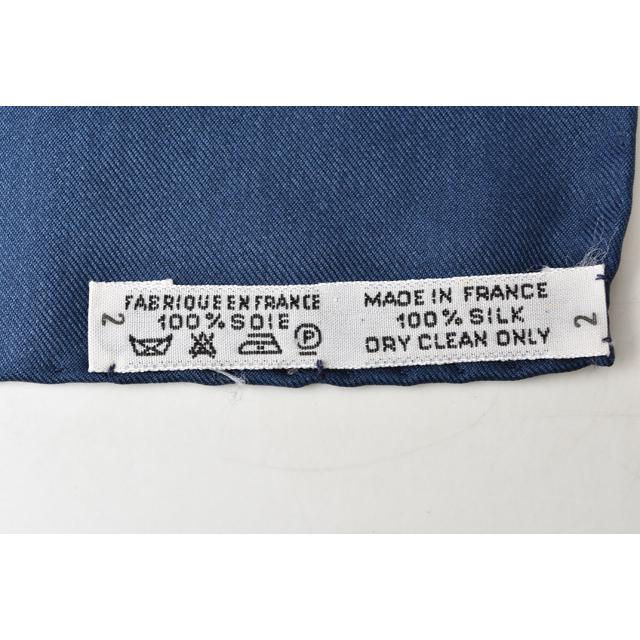 2
FABRIQUE EN FRANCE
100% SOIE
P
MADE IN FRANCE
100% SILK
DRY CLEAN ONLY
2